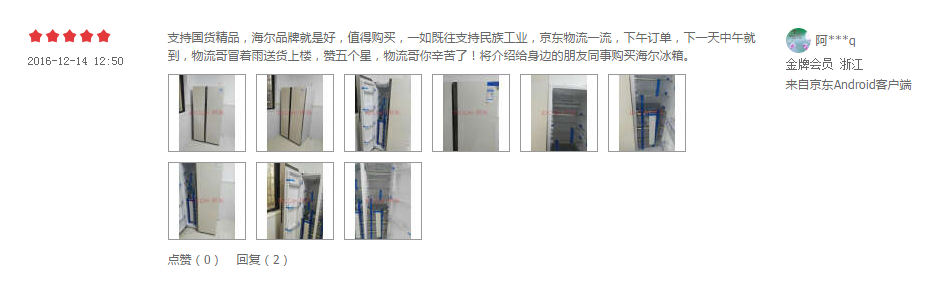 支持国货精品，海尔品牌就是好，值得购买，一如既往支持民族工业，京东物流一流，下午订单，下一天中午就
到，物流哥冒着雨送货上楼，赞五个星，物流哥你辛苦了！将介绍给身边的朋友同事购买海尔冰箱。
2016-12-14 12:50
阿***q
金牌会员 浙江
来自京东Android客户端
点赞（0） 回复（2）